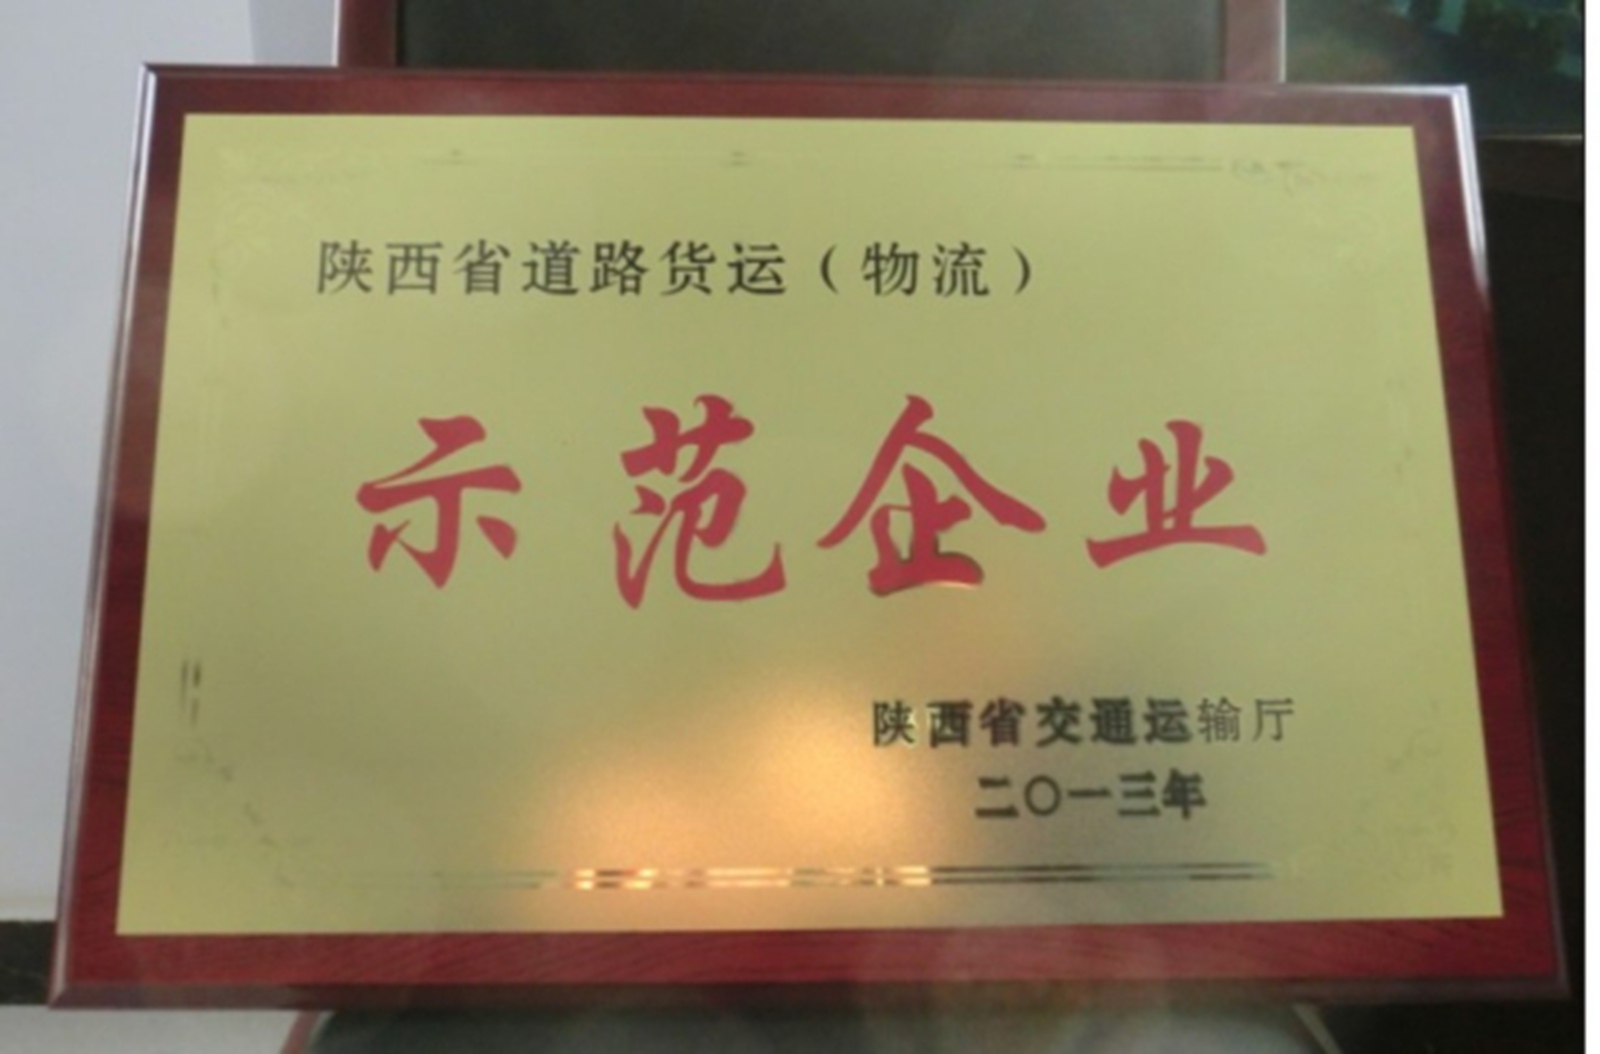 陕西省道路货运（物流）
示范企业
陕西省交通运输厅
二〇一三年